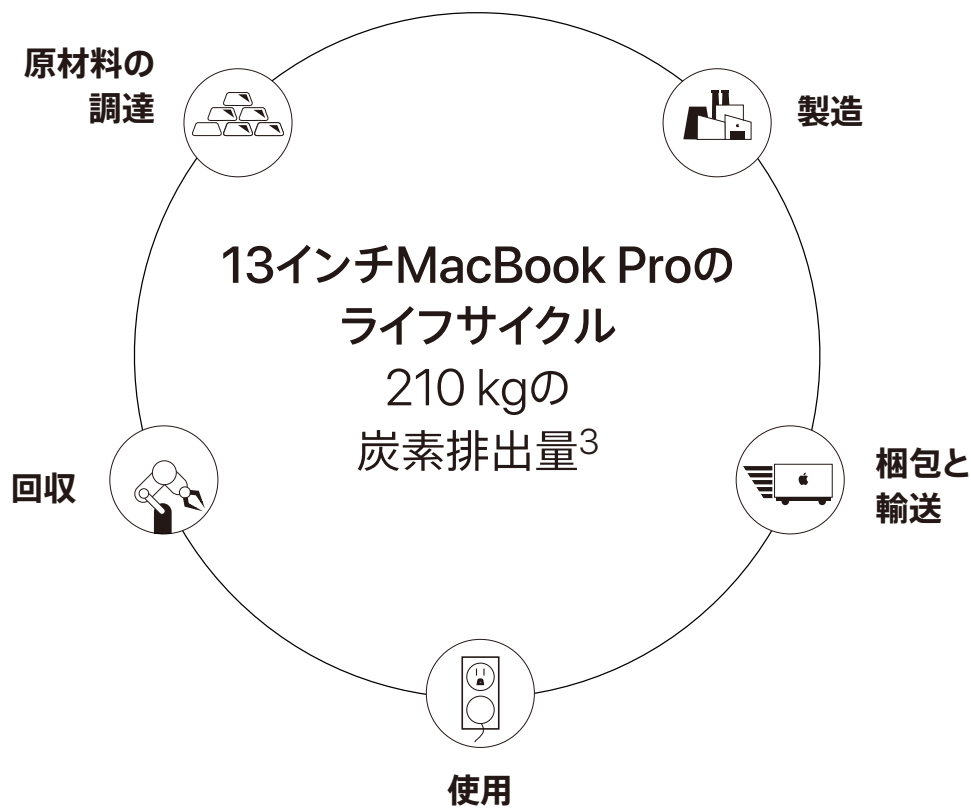 原材料の
調達
製造
13インチMacBook Proの
ライフサイクル
210 kgの
炭素排出量3
回収
梱包と
輸送
使用